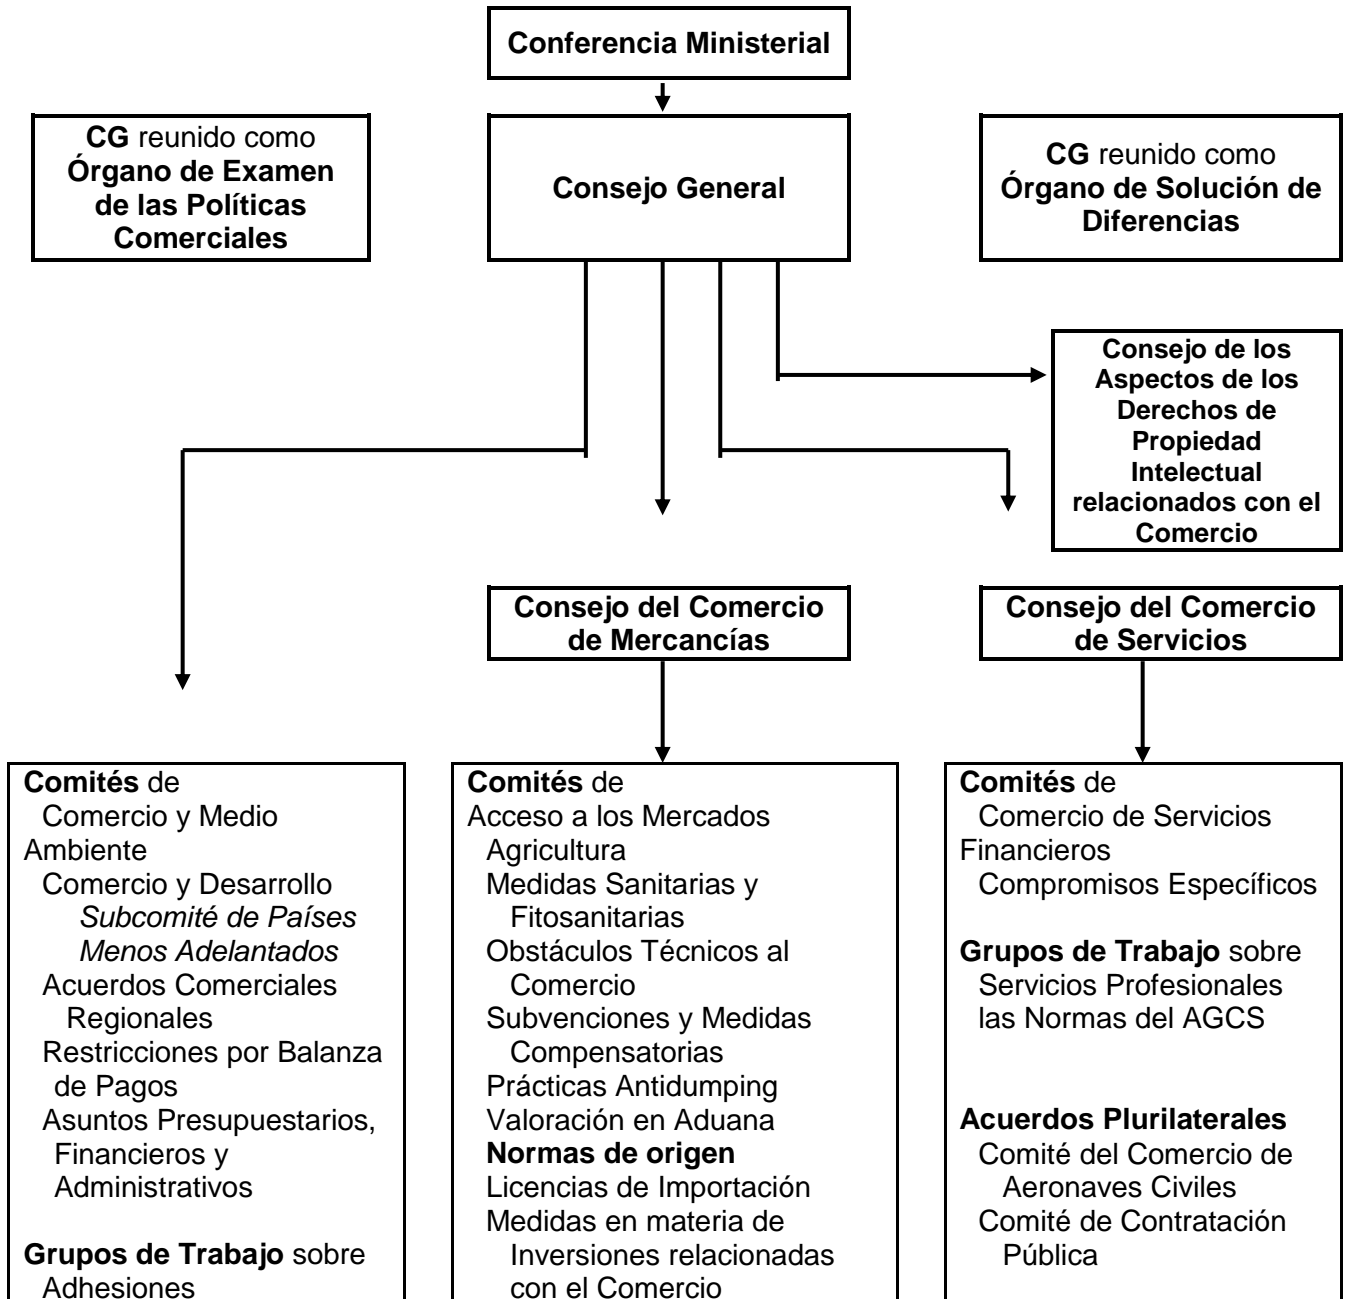 Conferencia Ministerial
CG reunido como
Órgano de Examen
de las Políticas
Comerciales
Consejo General
CG reunido como
Órgano de Solución de
Diferencias
Consejo de los
Aspectos de los
Derechos de
Propiedad
Intelectual
relacionados con el
Comercio
Consejo del Comercio
de Mercancías
Consejo del Comercio
de Servicios
Comités de
Comercio y Medio
Ambiente
Comercio y Desarrollo
Subcomité de Países
Menos Adelantados
Acuerdos Comerciales
Regionales
Restricciones por Balanza
de Pagos
Asuntos Presupuestarios,
Financieros y
Administrativos
Grupos de Trabajo sobre
Adhesiones
Comités de
Acceso a los Mercados
Agricultura
Medidas Sanitarias y
Fitosanitarias
Obstáculos Técnicos al
Comercio
Subvenciones y Medidas
Compensatorias
Prácticas Antidumping
Valoración en Aduana
Normas de origen
Licencias de Importación
Medidas en materia de
Inversiones relacionadas
con el Comercio
Comités de
Comercio de Servicios
Financieros
Compromisos Específicos
Grupos de Trabajo sobre
Servicios Profesionales
las Normas del AGCS
Acuerdos Plurilaterales
Comité del Comercio de
Aeronaves Civiles
Comité de Contratación
Pública